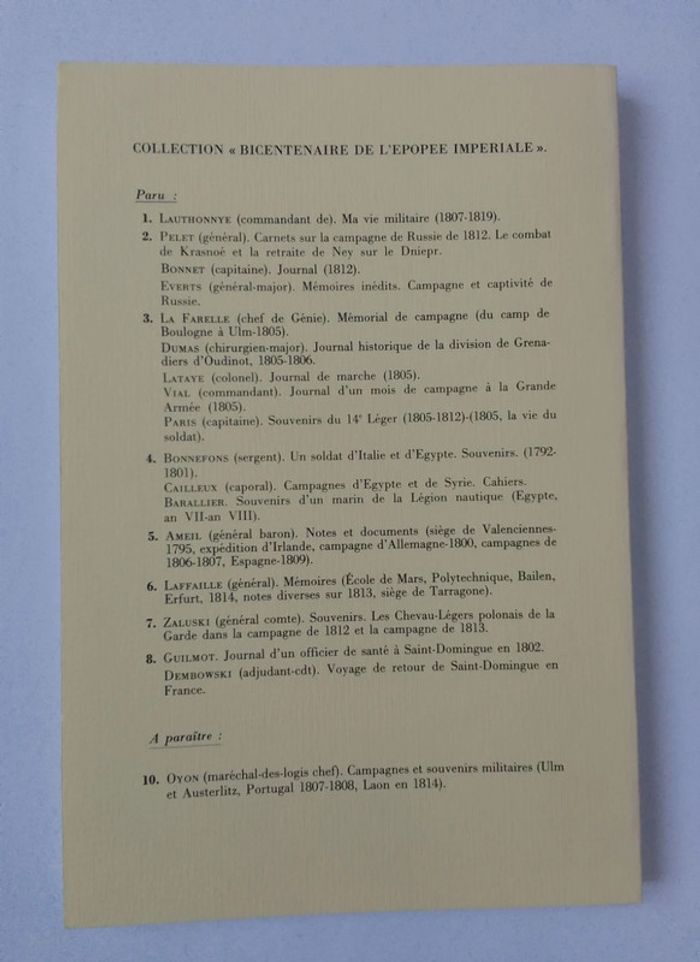 COLLECTION « BICENTENAIRE DE L'EPOPEE IMPERIALE ».
Paru :
1. LAUTHONNYE (commandant de). Ma vie militaire (1807-1819).
2. PELET (général). Carnets sur la campagne de Russie de 1812. Le combat
de Krasnoé et la retraite de Ney sur le Dniepr.
BONNET (capitaine). Journal (1812).
EVERTS (général-major). Mémoires inédits. Campagne et captivité de
Russie.
3. LA FARELLE (chef de Génie). Mémorial de campagne (du camp de
Boulogne à Ulm-1805).
DUMAS (chirurgien-major). Journal historique de la division de Grena-
diers d'Oudinot, 1805-1806.
LATAYE (colonel). Journal de marche (1805).
VIAL (commandant). Journal d'un mois de campagne à la Grande
Armée (1805).
PARIS (capitaine). Souvenirs du 14e Léger (1805-1812)-(1805, la vie du
soldat).
4. BONNEFONS (sergent). Un soldat d'Italie et d'Egypte. Souvenirs. (1792-
1801).
CAILLEUX (caporal). Campagnes d'Egypte et de Syrie. Cahiers.
BARALLIER. Souvenirs d'un marin de la Légion nautique (Egypte,
an VII-an VIII).
5. AMEIL (général baron). Notes et documents (siège de Valenciennes-
1795, expédition d'Irlande, campagne d'Allemagne-1800, campagnes de
1806-1807, Espagne-1809).
6. LAFFAILLE (général). Mémoires (École de Mars, Polytechnique, Bailen,
Erfurt, 1814, notes diverses sur 1813, siège de Tarragone).
7. ZALUSKI (général comte). Souvenirs. Les Chevau-Légers polonais de la
Garde dans la campagne de 1812 et la campagne de 1813.
8. GUILMOT. Journal d'un officier de santé à Saint-Domingue en 1802.
DEMBOWSKI (adjudant-cdt). Voyage de retour de Saint-Domingue en
France.
A paraître :
10. OYON (maréchal-des-logis chef). Campagnes et souvenirs militaires (Ulm
et Austerlitz, Portugal 1807-1808, Laon en 1814).